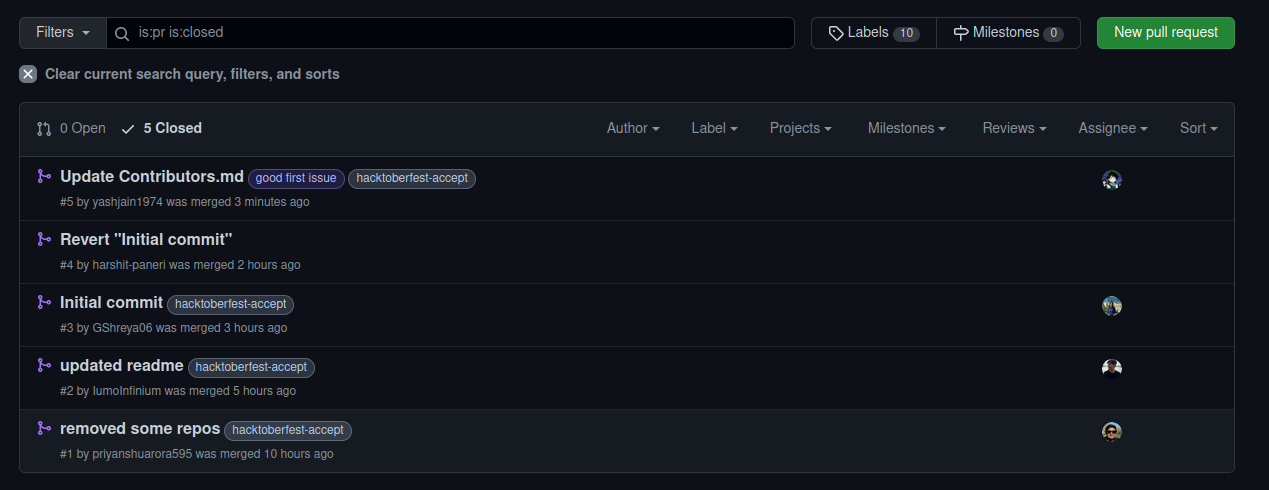 Filters is:pr is:closed Labels 10 Milestones 0 New pull request
Clear current search query, filters, and sorts
0 Open 5 Closed Author Label Projects Milestones Reviews Assignee Sort
Update Contributors.md good first issue hacktoberfest-accept
#5 by yashjain1974 was merged 3 minutes ago
Revert "Initial commit"
#4 by harshit-paneri was merged 2 hours ago
Initial commit hacktoberfest-accept
#3 by GShreya06 was merged 3 hours ago
updated readme hacktoberfest-accept
#2 by IumoInfinium was merged 5 hours ago
removed some repos hacktoberfest-accept
#1 by priyanshuarora595 was merged 10 hours ago